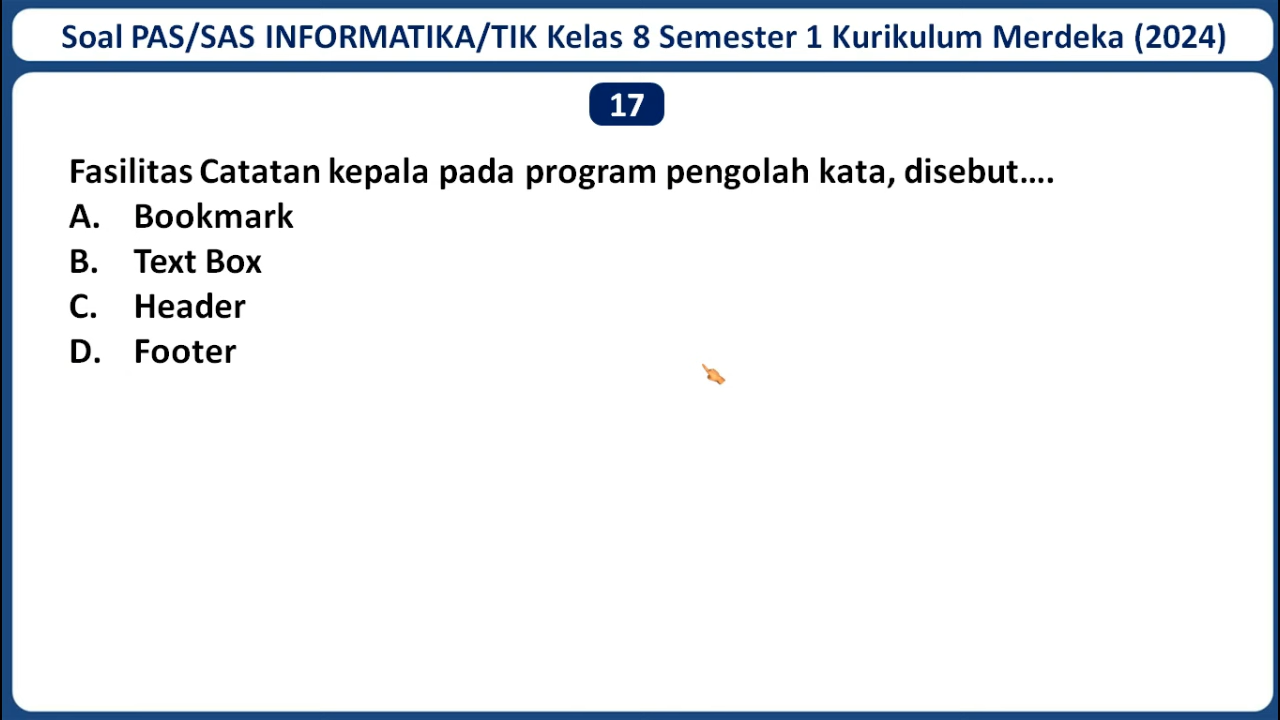 Soal PAS/SAS INFORMATIKA/TIK Kelas 8 Semester 1 Kurikulum Merdeka (2024)
17
Fasilitas Catatan kepala pada program pengolah kata, disebut....
A. Bookmark
B. Text Box
C. Header
D. Footer